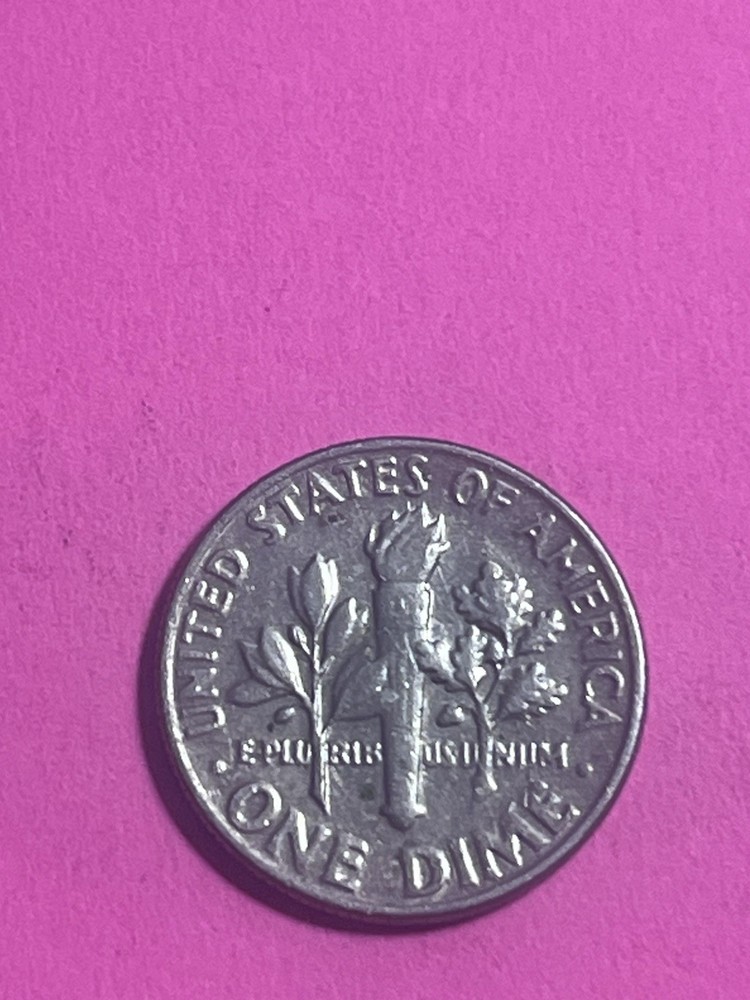 UNITED STATES OF AMERICA
E PLURIBUS UNUM
ONE DIME